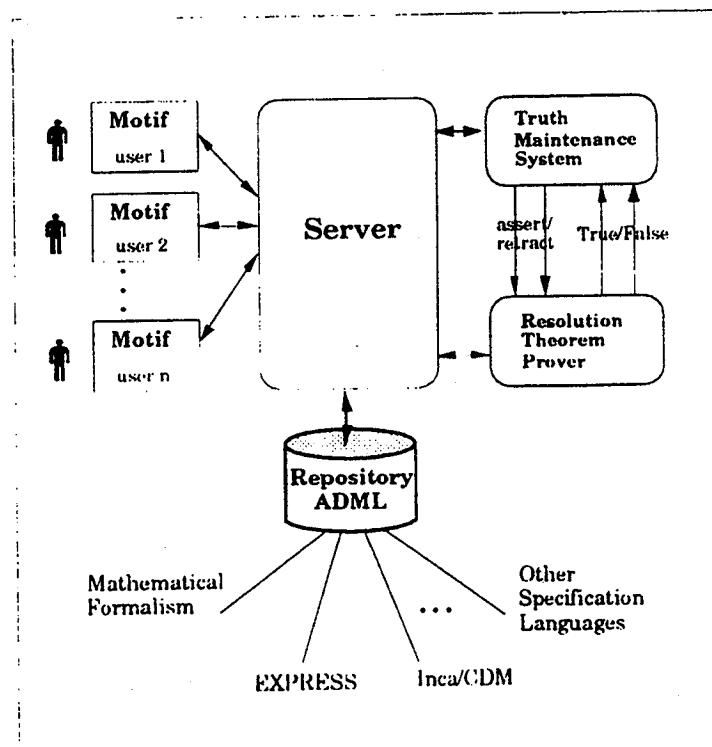 Motif
user 1
Motif
user 2
Motif
user n
Server
Truth
Maintenance
System
assert/
retract
True/False
Resolution
Theorem
Prover
Repository
ADML
Mathematical
Formalism
EXPRESS
Inca/CDM
Other
Specification
Languages